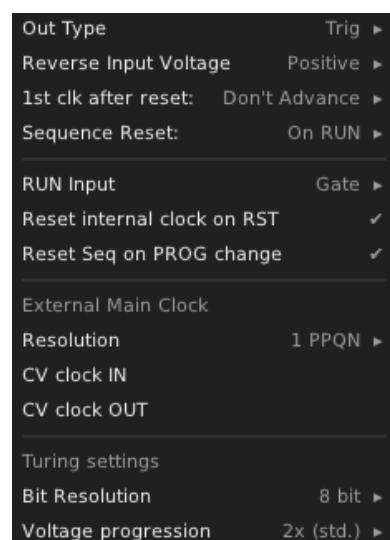 Out Type Trig ▸
Reverse Input Voltage Positive ▸
1st clk after reset: Don't Advance ▸
Sequence Reset: On RUN ▸
RUN Input Gate ▸
Reset internal clock on RST ✔
Reset Seq on PROG change ✔
External Main Clock
Resolution 1 PPQN ▸
CV clock IN
CV clock OUT
Turing settings
Bit Resolution 8 bit ▸
Voltage progression 2x (std.) ▸